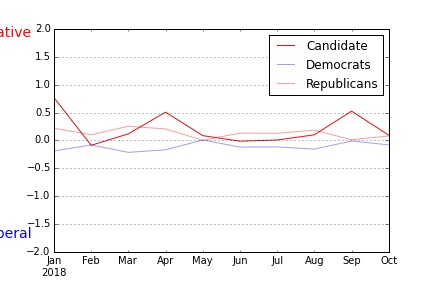 2.0
ative
1.5
1.0
0.5
0.0
−0.5
−1.0
−1.5
peral
−2.0
Candidate
Democrats
Republicans
Jan Feb Mar Apr May Jun Jul Aug Sep Oct
2018